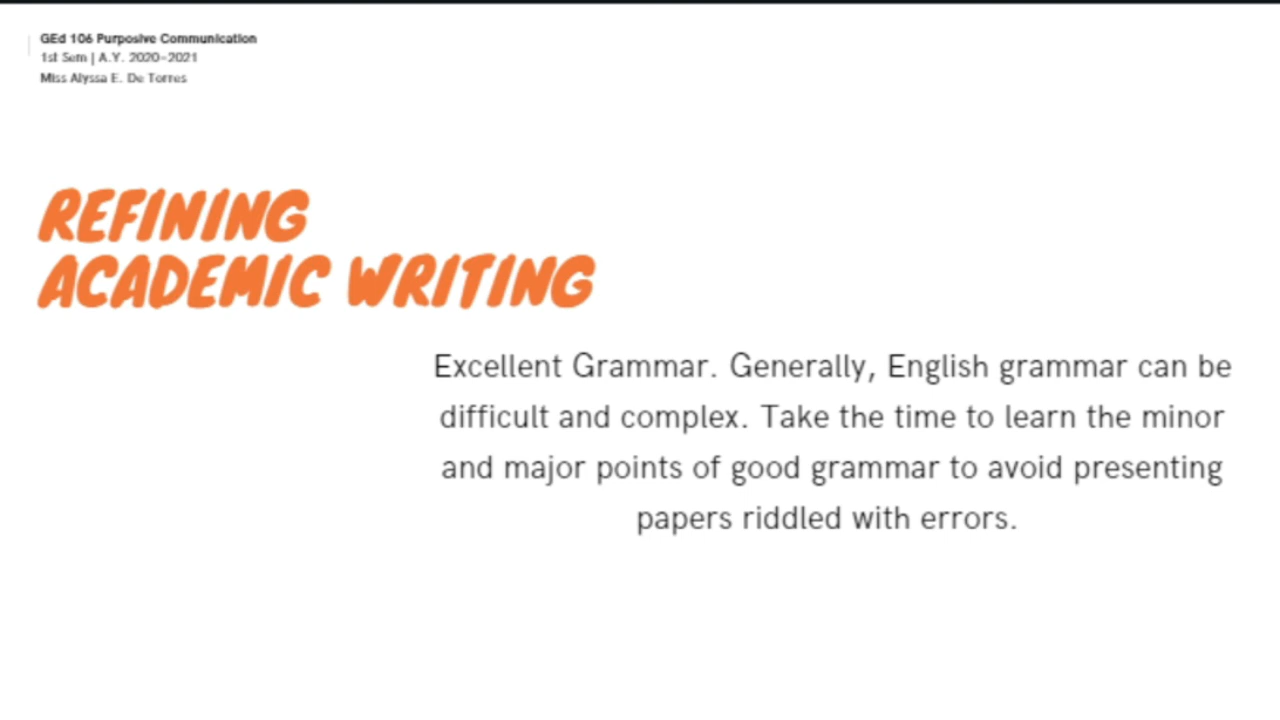 GEd 106 Purposive Communication
1st Sem | A.Y. 2020-2021
Miss Alyssa E. De Torres
REFINING
ACADEMIC WRITING
Excellent Grammar. Generally, English grammar can be
difficult and complex. Take the time to learn the minor
and major points of good grammar to avoid presenting
papers riddled with errors.